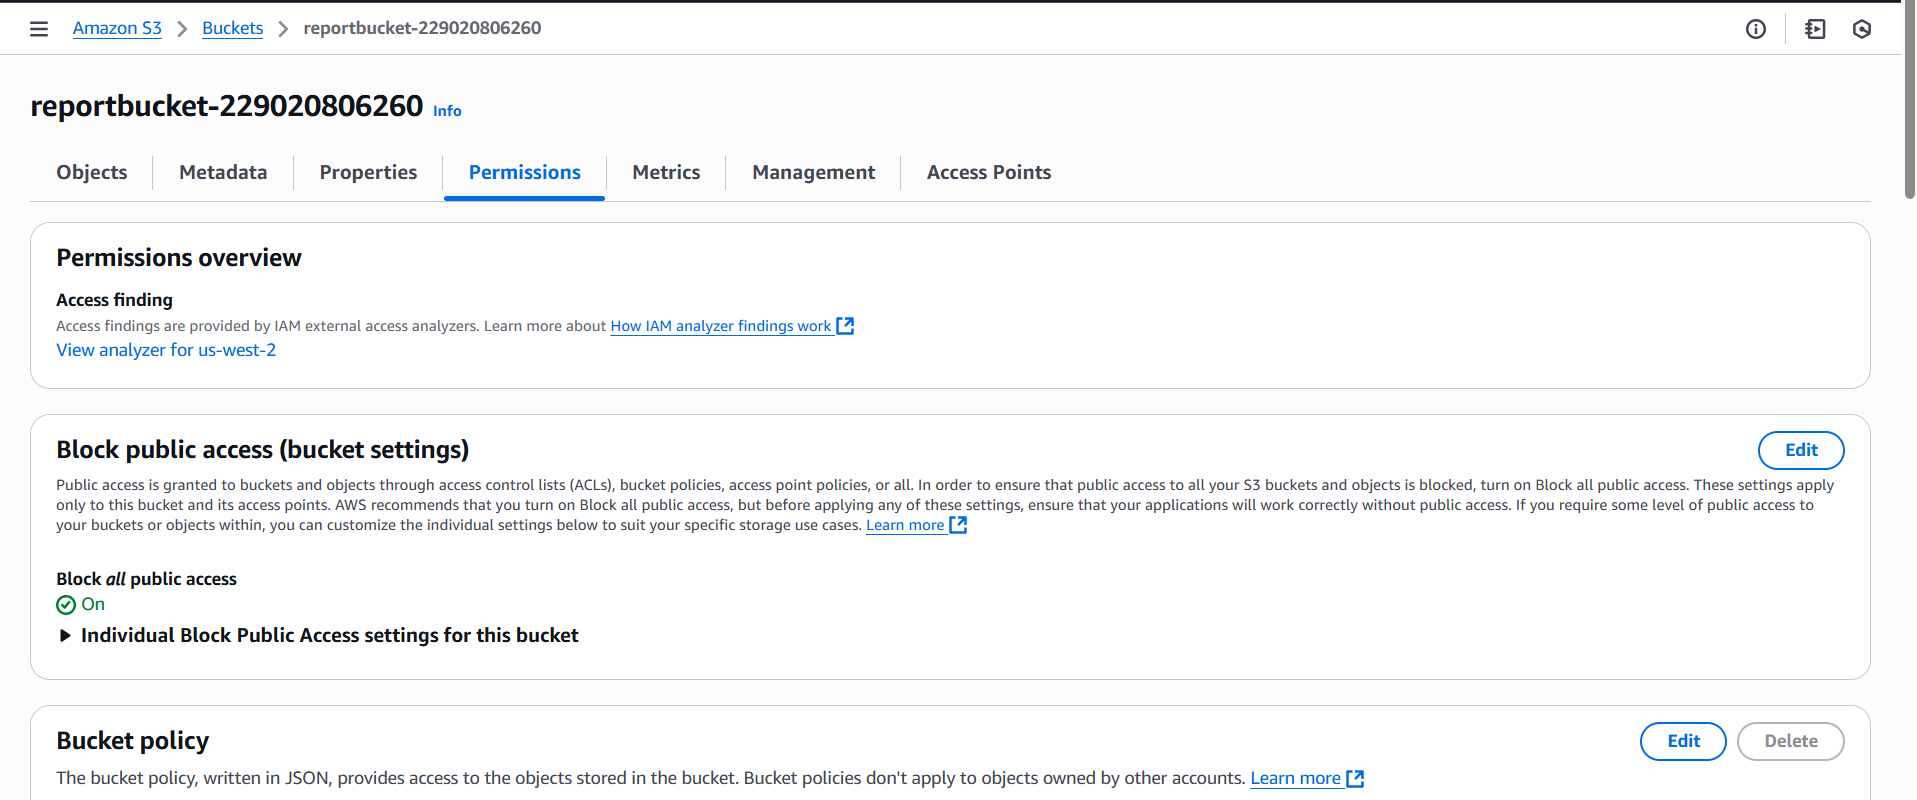 Amazon S3 > Buckets > reportbucket-229020806260
reportbucket-229020806260 Info
Objects Metadata Properties Permissions Metrics Management Access Points
Permissions overview
Access finding
Access findings are provided by IAM external access analyzers. Learn more about How IAM analyzer findings work
View analyzer for us-west-2
Block public access (bucket settings) Edit
Public access is granted to buckets and objects through access control lists (ACLs), bucket policies, access point policies, or all. In order to ensure that public access to all your S3 buckets and objects is blocked, turn on Block all public access. These settings apply
only to this bucket and its access points. AWS recommends that you turn on Block all public access, but before applying any of these settings, ensure that your applications will work correctly without public access. If you require some level of public access to
your buckets or objects within, you can customize the individual settings below to suit your specific storage use cases. Learn more
Block all public access
On
Individual Block Public Access settings for this bucket
Bucket policy Edit Delete
The bucket policy, written in JSON, provides access to the objects stored in the bucket. Bucket policies don't apply to objects owned by other accounts. Learn more